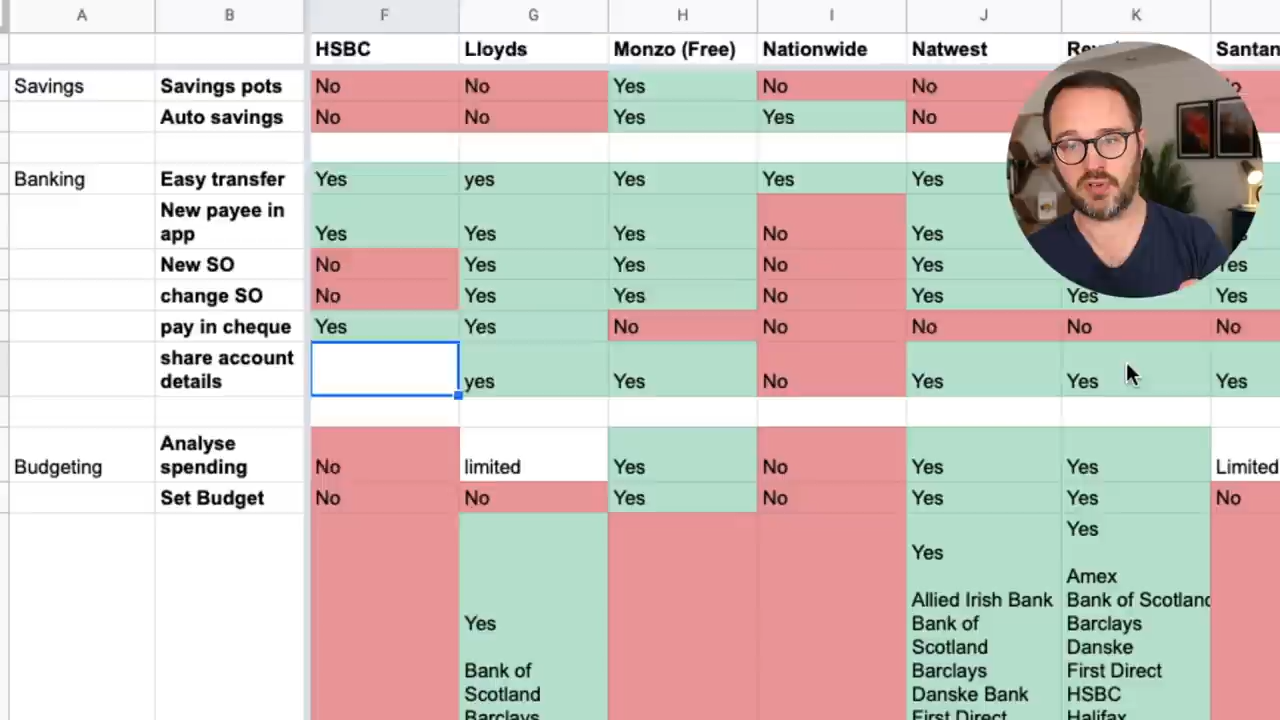 A B F G H I J K
HSBC Lloyds Monzo (Free) Nationwide Natwest
Savings Savings pots No No Yes No No
Auto savings No No Yes Yes No
Banking Easy transfer Yes yes Yes Yes Yes
New payee in
app Yes Yes Yes No Yes
New SO No Yes Yes No Yes Yes
change SO No Yes Yes No Yes Yes Yes
pay in cheque Yes Yes No No No No No
share account
details yes Yes No Yes Yes Yes
Analyse
Budgeting spending No limited Yes No Yes Yes Limited
Set Budget No No Yes No Yes Yes No
Yes
Yes
Amex
Allied Irish Bank Bank of Scotland
Yes Bank of Barclays
Scotland Danske
Bank of Barclays First Direct
Scotland Danske Bank HSBC
Barclays First Direct Halifax